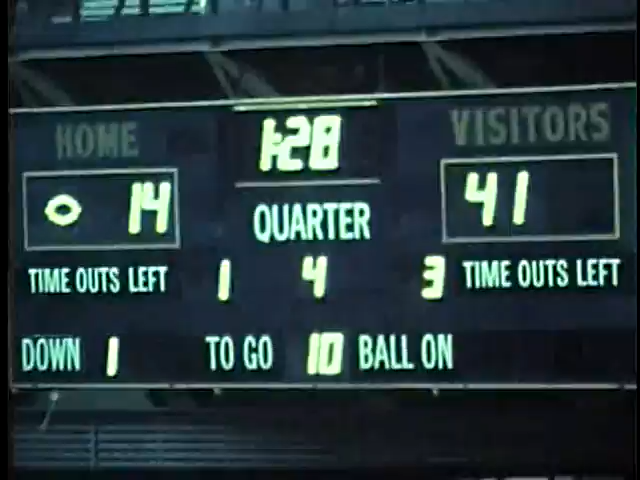 HOME 1:28 VISITORS
14 41
QUARTER
TIME OUTS LEFT 1 4 3 TIME OUTS LEFT
DOWN 1 TO GO 10 BALL ON